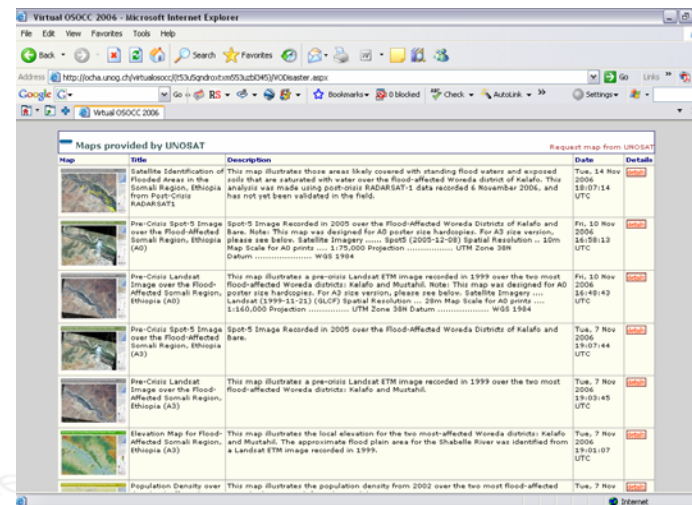 Virtual OSOCC 2006 - Microsoft Internet Explorer
File Edit View Favorites Tools Help
Back Search Favorites
Address http://ocha.unog.ch/virtualosocc/ Go Links
Google Go RS Bookmarks 0 blocked Check AutoLink Settings
Virtual OSOCC 2006
Maps provided by UNOSAT Request map from UNOSAT
Map Title Description Date Details
Satellite Identification of This map illustrates those areas likely covered with standing flood waters and exposed Tue, 14 Nov details
Flooded Areas in the soils that are saturated with water over the flood-affected Woreda district of Kelafo. This 2006
Somali Region, Ethiopia analysis was made using post-crisis RADARSAT-1 data recorded 6 November 2006, and 18:07:14
from Post-Crisis has not yet been validated in the field. UTC
RADARSAT1
Pre-Crisis Spot-5 Image Spot-5 Image Recorded in 2005 over the Flood-Affected Woreda Districts of Kelafo and Fri, 10 Nov details
over the Flood-Affected Bare. Note: This map was designed for A0 poster size hardcopies. For A3 size version, 2006
Somali Region, Ethiopia please see below. Satellite Imagery ...... Spot5 (2005-12-08) Spatial Resolution .. 10m 16:58:13
(A0) Map Scale for A0 prints .... 1:75,000 Projection ................ UTM Zone 38N UTC
Datum .................... WGS 1984
Pre-Crisis Landsat This map illustrates a pre-crisis Landsat ETM image recorded in 1999 over the two most Fri, 10 Nov details
Image over the Flood- flood-affected Woreda districts: Kelafo and Mustahil. Note: This map was designed for A0 2006
Affected Somali Region, poster size hardcopies. For A3 size version, please see below. Satellite Imagery .... 16:48:43
Ethiopia (A0) Landsat (1999-11-21) (GLCF) Spatial Resolution ... 28m Map Scale for A0 prints .... UTC
1:160,000 Projection ............... UTM Zone 38N Datum .................... WGS 1984
Pre-Crisis Spot-5 Image Spot-5 Image Recorded in 2005 over the Flood-Affected Woreda Districts of Kelafo and Tue, 7 Nov details
over the Flood-Affected Bare. 2006
Somali Region, Ethiopia 19:07:44
(A3) UTC
Pre-Crisis Landsat This map illustrates a pre-crisis Landsat ETM image recorded in 1999 over the two most Tue, 7 Nov details
Image over the Flood- flood-affected Woreda districts: Kelafo and Mustahil. 2006
Affected Somali Region, 19:03:45
Ethiopia (A3) UTC
Elevation Map for Flood- This map illustrates the local elevation for the two most-affected Woreda districts: Kelafo Tue, 7 Nov details
Affected Somali Region, and Mustahil. The approximate flood plain area for the Shabelle River was identified from 2006
Ethiopia (A3) a Landsat ETM image recorded in 1999. 19:01:07
UTC
Population Density over This map illustrates the population density from 2002 over the two most flood-affected Tue, 7 Nov details
Internet